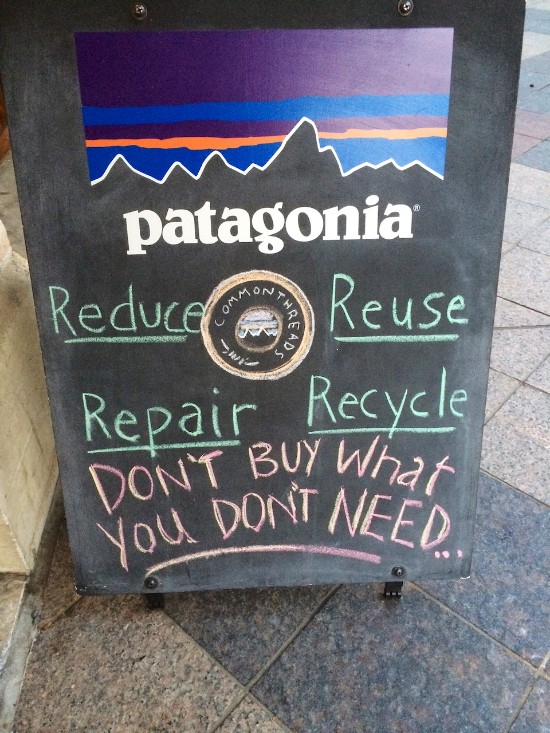 patagonia®
Reduce
COMMONTHREADS
Reuse
Repair
Recycle
DON'T BUY What
YOU DON'T NEED...